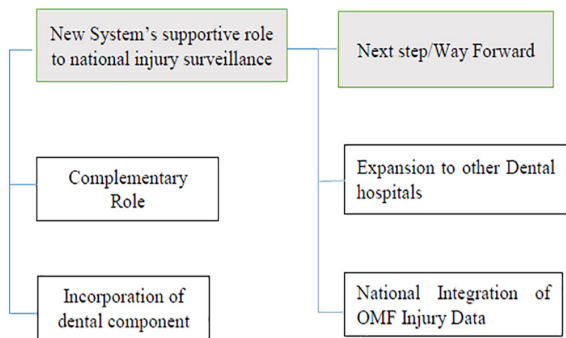 New System's supportive role
to national injury surveillance
Next step/Way Forward
Complementary
Role
Expansion to other Dental
hospitals
Incorporation of
dental component
National Integration of
OMF Injury Data